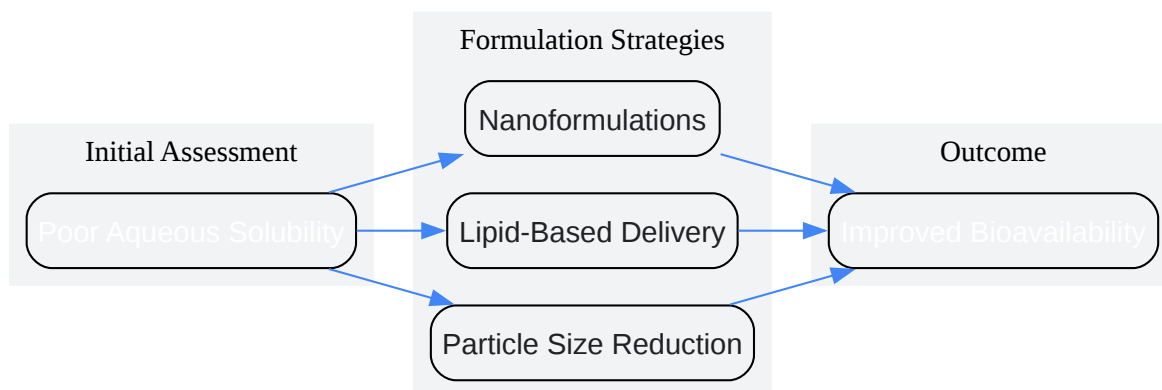 Formulation Strategies
Nanoformulations
Initial Assessment
Outcome
Poor Aqueous Solubility
Lipid-Based Delivery
Improved Bioavailability
Particle Size Reduction